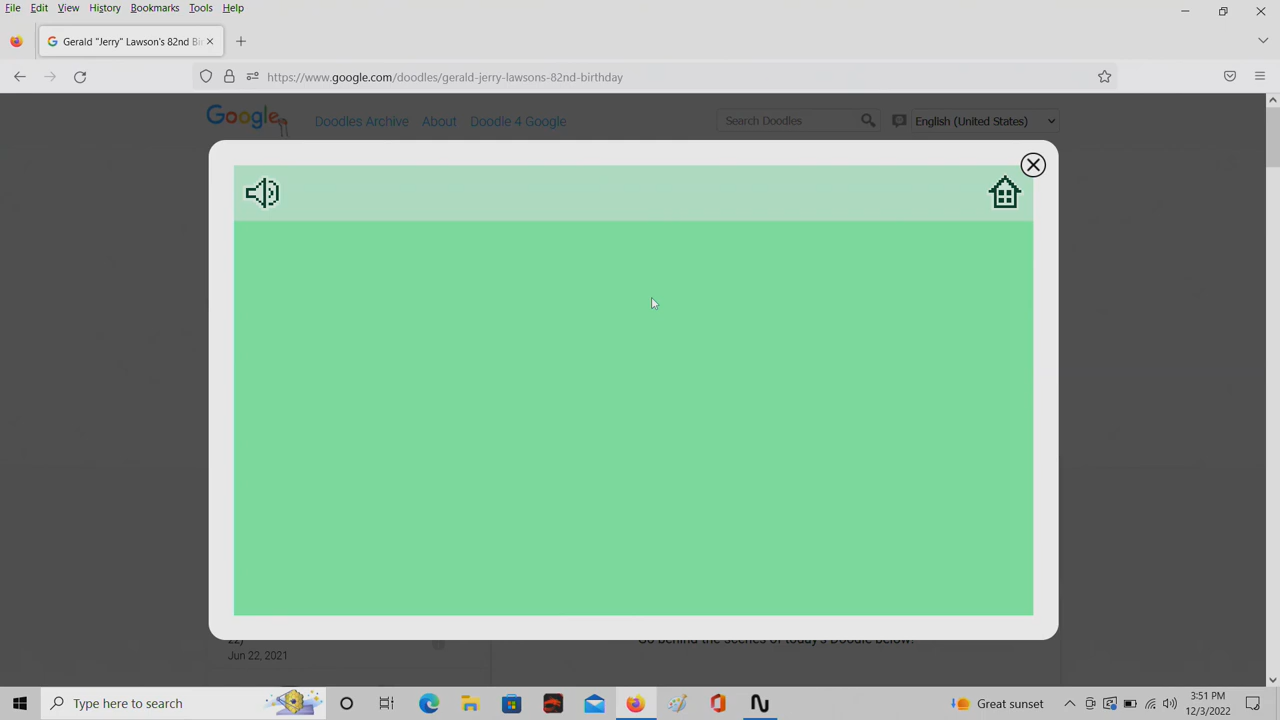 File Edit View History Bookmarks Tools Help
Gerald "Jerry" Lawson's 82nd Bi
https://www.google.com/doodles/gerald-jerry-lawsons-82nd-birthday
Google Doodles Archive About Doodle 4 Google Search Doodles English (United States)
22)
Jun 22, 2021
Go behind the scenes of today's Doodle below!
Type here to search
Great sunset
3:51 PM
12/3/2022